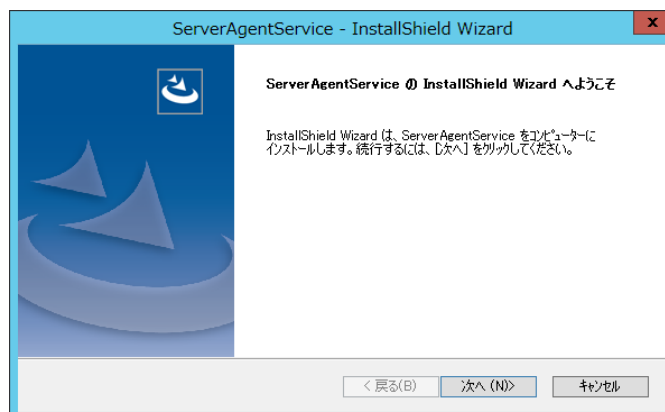 ServerAgentService - InstallShield Wizard
x
ServerAgentService の InstallShield Wizard へようこそ
InstallShield Wizard は、ServerAgentService をコンピューターに
インストールします。続行するには、[次へ] をクリックしてください。
< 戻る(B)
次へ (N)>
キャンセル